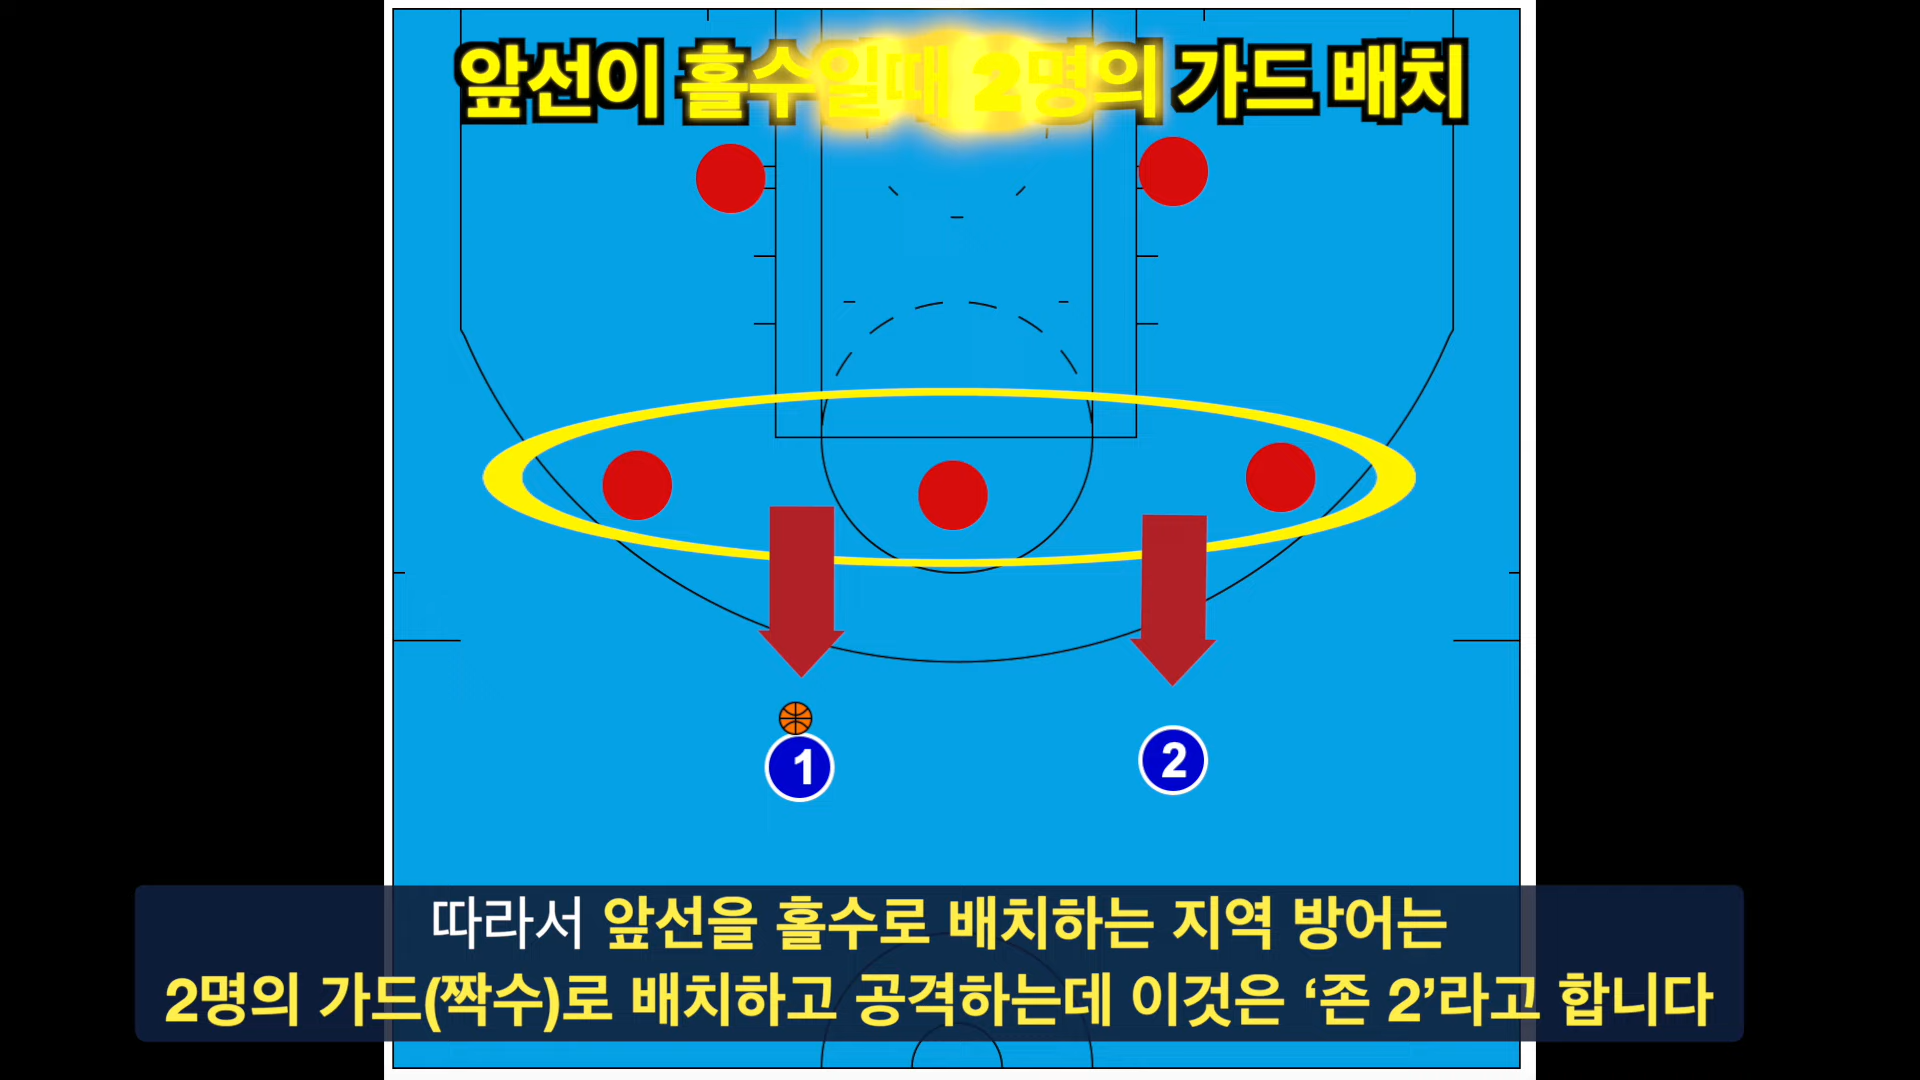 앞선이 홀수일때 2명의 가드 배치
1
2
따라서 앞선을 홀수로 배치하는 지역 방어는
2명의 가드(짝수)로 배치하고 공격하는데 이것은 ‘존 2’라고 합니다